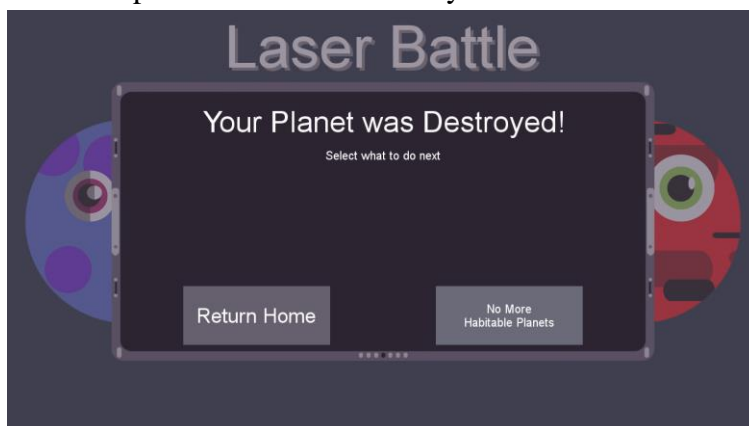 Laser Battle
Your Planet was Destroyed!
Select what to do next
Return Home
No More
Habitable Planets